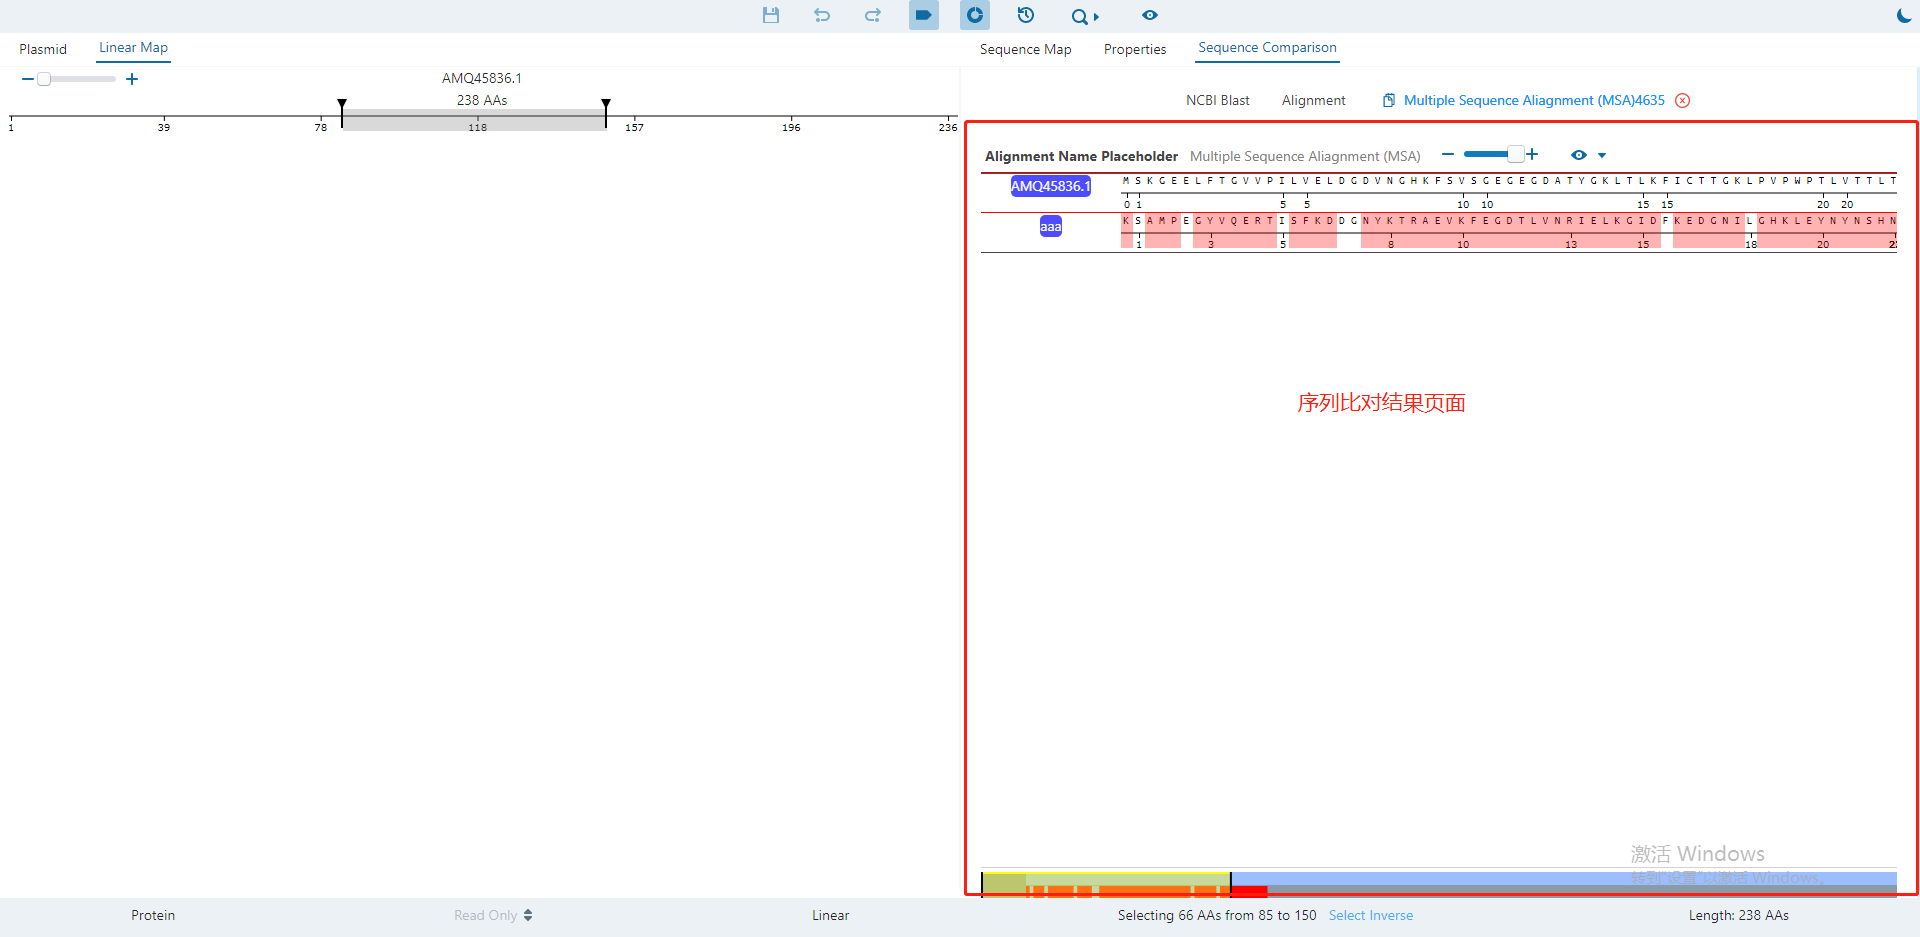 Plasmid
Linear Map
Sequence Map
Properties
Sequence Comparison
AMQ45836.1
238 AAs
1 39 78 118 157 196 236
NCBI Blast
Alignment
Multiple Sequence Aliagnment (MSA)4635
Alignment Name Placeholder
Multiple Sequence Aliagnment (MSA)
AMQ45836.1
M S K G E E L F T G V V P I L V E L D G D V N G H K F S V S G E G E G D A T Y G K L T L K F I C T T G K L P V P W P T L V T T L T
0 1 5 5 10 10 15 15 20 20
aaa
K S A M P E G Y V Q E R T I S F K D D G N Y K T R A E V K F E G D T L V N R I E L K G I D F K E D G N I L G H K L E Y N Y N S H N
1 3 5 8 10 13 15 18 20 22
序列比对结果页面
激活 Windows
转到"设置"以激活 Windows。
Protein
Read Only
Linear
Selecting 66 AAs from 85 to 150
Select Inverse
Length: 238 AAs